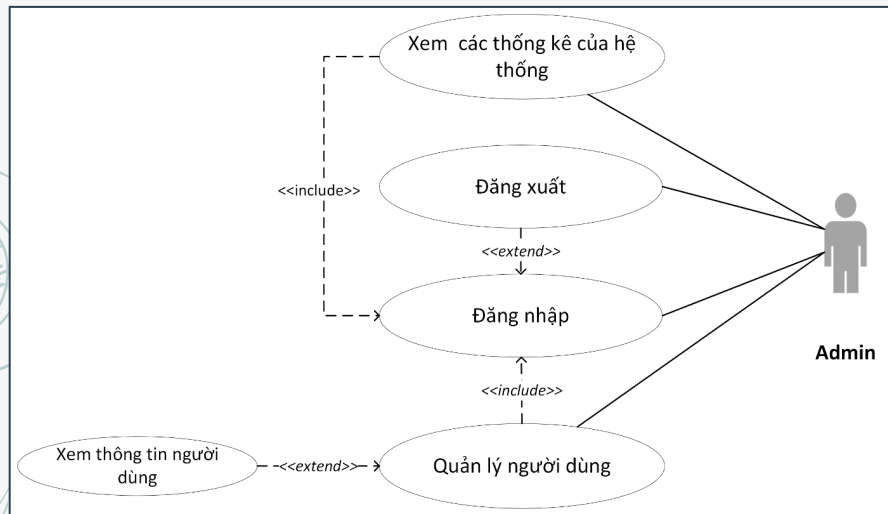 Xem các thống kê của hệ
thống
<<include>>
Đăng xuất
<<extend>>
Đăng nhập
Admin
<<include>>
Xem thông tin người
dùng
<<extend>>
Quản lý người dùng